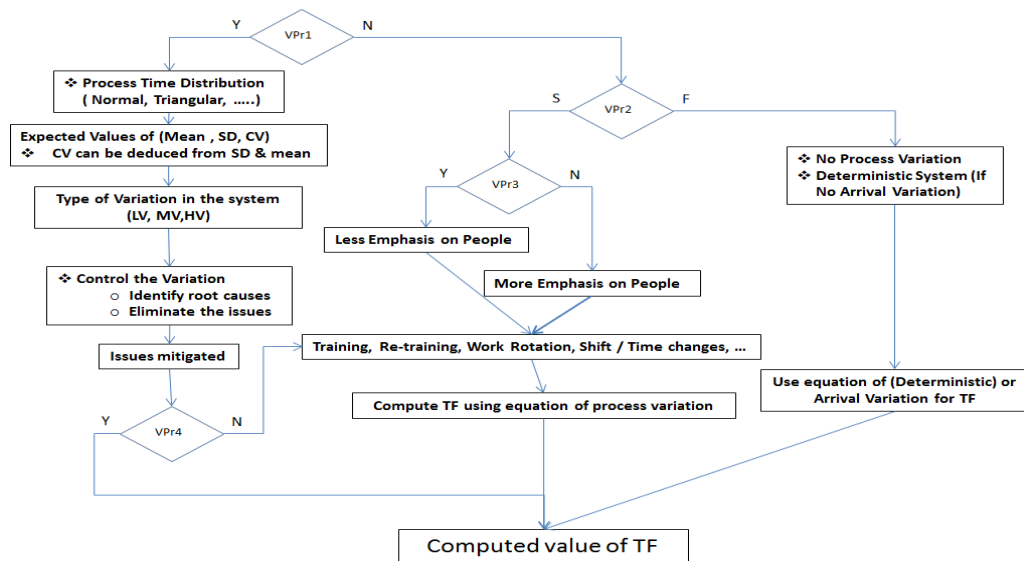 Y
VPr1
N
❖ Process Time Distribution
( Normal, Triangular, …..)
Expected Values of (Mean , SD, CV)
❖ CV can be deduced from SD & mean
Type of Variation in the system
(LV, MV,HV)
❖ Control the Variation
o Identify root causes
o Eliminate the issues
Issues mitigated
Y
VPr4
N
S
VPr2
F
Y
VPr3
N
Less Emphasis on People
More Emphasis on People
Training, Re-training, Work Rotation, Shift / Time changes, …
Compute TF using equation of process variation
❖ No Process Variation
❖ Deterministic System (If
No Arrival Variation)
Use equation of (Deterministic) or
Arrival Variation for TF
Computed value of TF